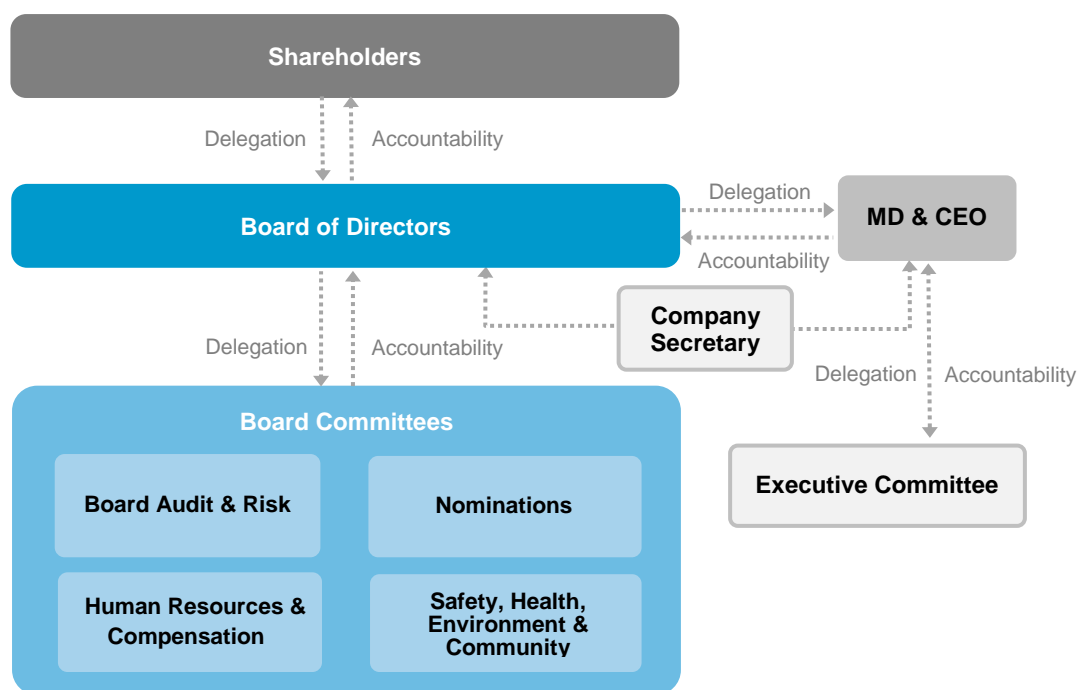 Shareholders
Delegation
Accountability
Board of Directors
Delegation
MD & CEO
Accountability
Company
Secretary
Delegation
Accountability
Delegation
Accountability
Board Committees
Board Audit & Risk
Nominations
Executive Committee
Human Resources &
Compensation
Safety, Health,
Environment &
Community